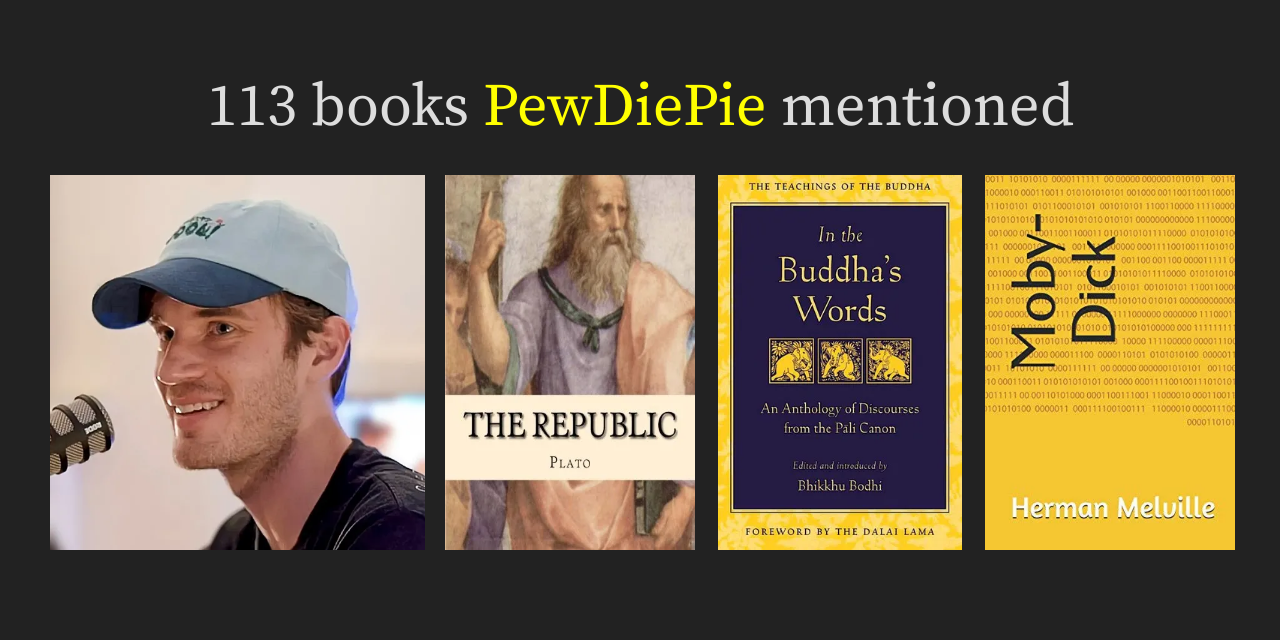 113 books PewDiePie mentioned
THE REPUBLIC
PLATO
THE TEACHINGS OF THE BUDDHA
In the
Buddha's
Words
An Anthology of Discourses
from the Pāli Canon
Edited and introduced by
Bhikkhu Bodhi
FOREWORD BY THE DALAI LAMA
Moby-
Dick
Herman Melville